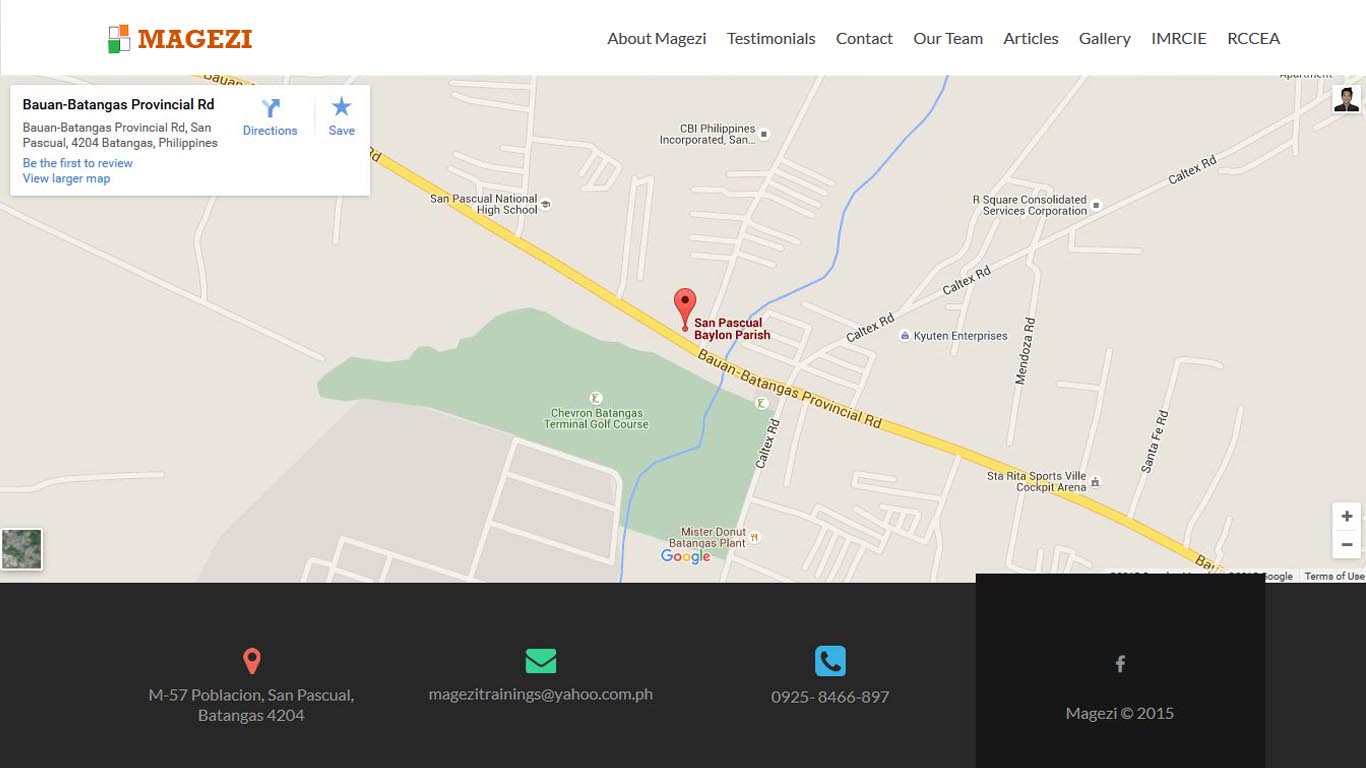 MAGEZI
About Magezi Testimonials Contact Our Team Articles Gallery IMRCIE RCCEA
Bauan-Batangas Provincial Rd
Bauan-Batangas Provincial Rd, San
Pascual, 4204 Batangas, Philippines
Be the first to review
View larger map
Directions
Save
Bauan
Rd
CBI Philippines
Incorporated, San...
San Pascual National
High School
R Square Consolidated
Services Corporation
Caltex Rd
Caltex Rd
Caltex Rd
Kyuten Enterprises
Mendoza Rd
San Pascual
Baylon Parish
Bauan-Batangas Provincial Rd
Chevron Batangas
Terminal Golf Course
Caltex Rd
Santa Fe Rd
Sta Rita Sports Ville
Cockpit Arena
Mister Donut
Batangas Plant
Google
+
−
Terms of Use
M-57 Poblacion, San Pascual,
Batangas 4204
magezitrainings@yahoo.com.ph
0925- 8466-897
Magezi © 2015